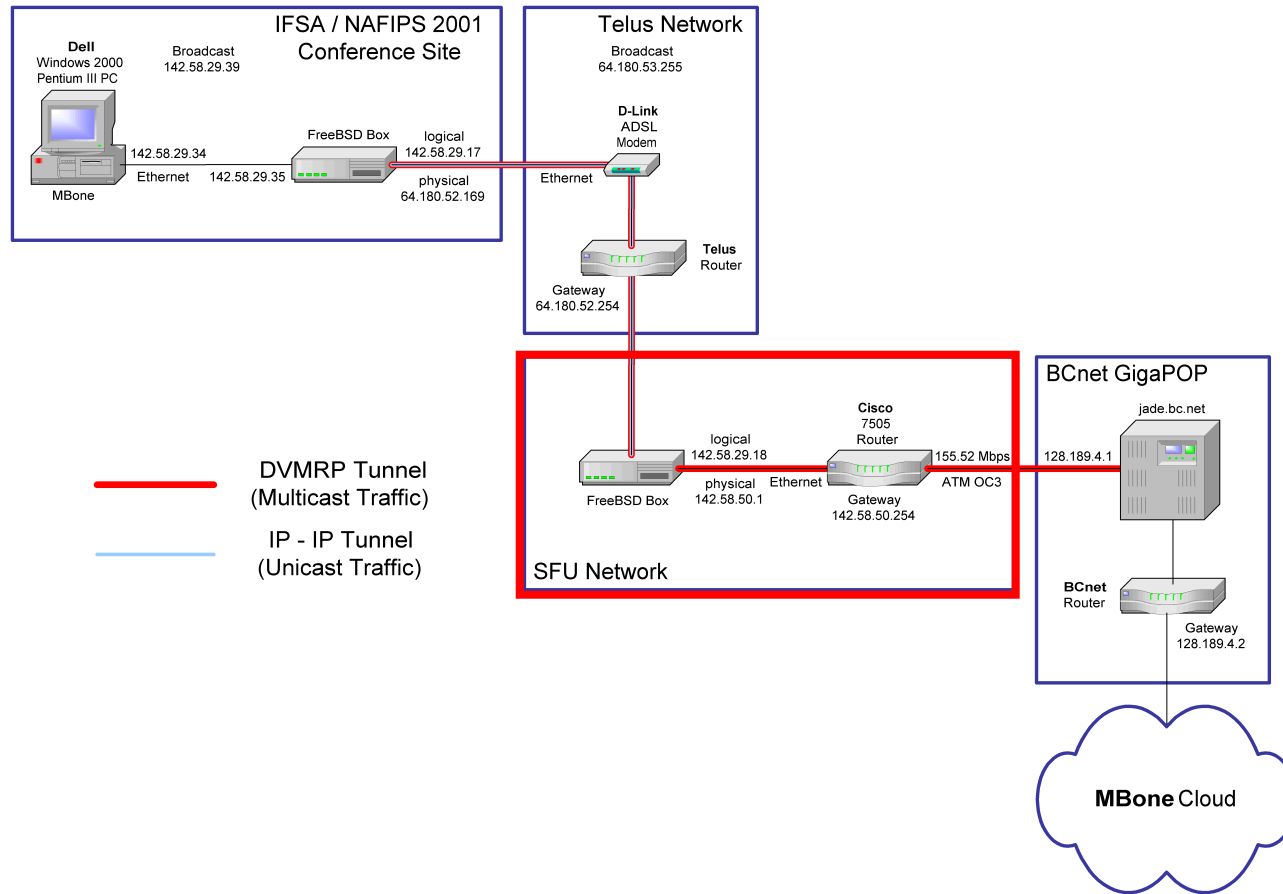 IFSA / NAFIPS 2001
Conference Site
Dell
Windows 2000
Pentium III PC
Broadcast
142.58.29.39
FreeBSD Box
142.58.29.34
Ethernet
142.58.29.35
MBone
logical
142.58.29.17
physical
64.180.52.169
Telus Network
Broadcast
64.180.53.255
D-Link
ADSL
Modem
Ethernet
Telus
Router
Gateway
64.180.52.254
DVMRP Tunnel
(Multicast Traffic)
IP - IP Tunnel
(Unicast Traffic)
FreeBSD Box
logical
142.58.29.18
physical
142.58.50.1
Ethernet
Cisco
7505
Router
Gateway
142.58.50.254
155.52 Mbps
ATM OC3
SFU Network
BCnet GigaPOP
jade.bc.net
128.189.4.1
BCnet
Router
Gateway
128.189.4.2
MBone Cloud